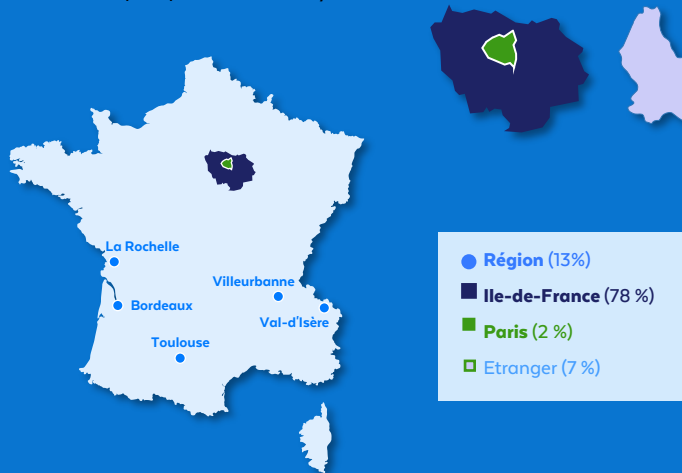 La Rochelle
Villeurbanne
Bordeaux
Val-d'Isère
Toulouse
Région (13%)
Ile-de-France (78 %)
Paris (2 %)
Etranger (7 %)